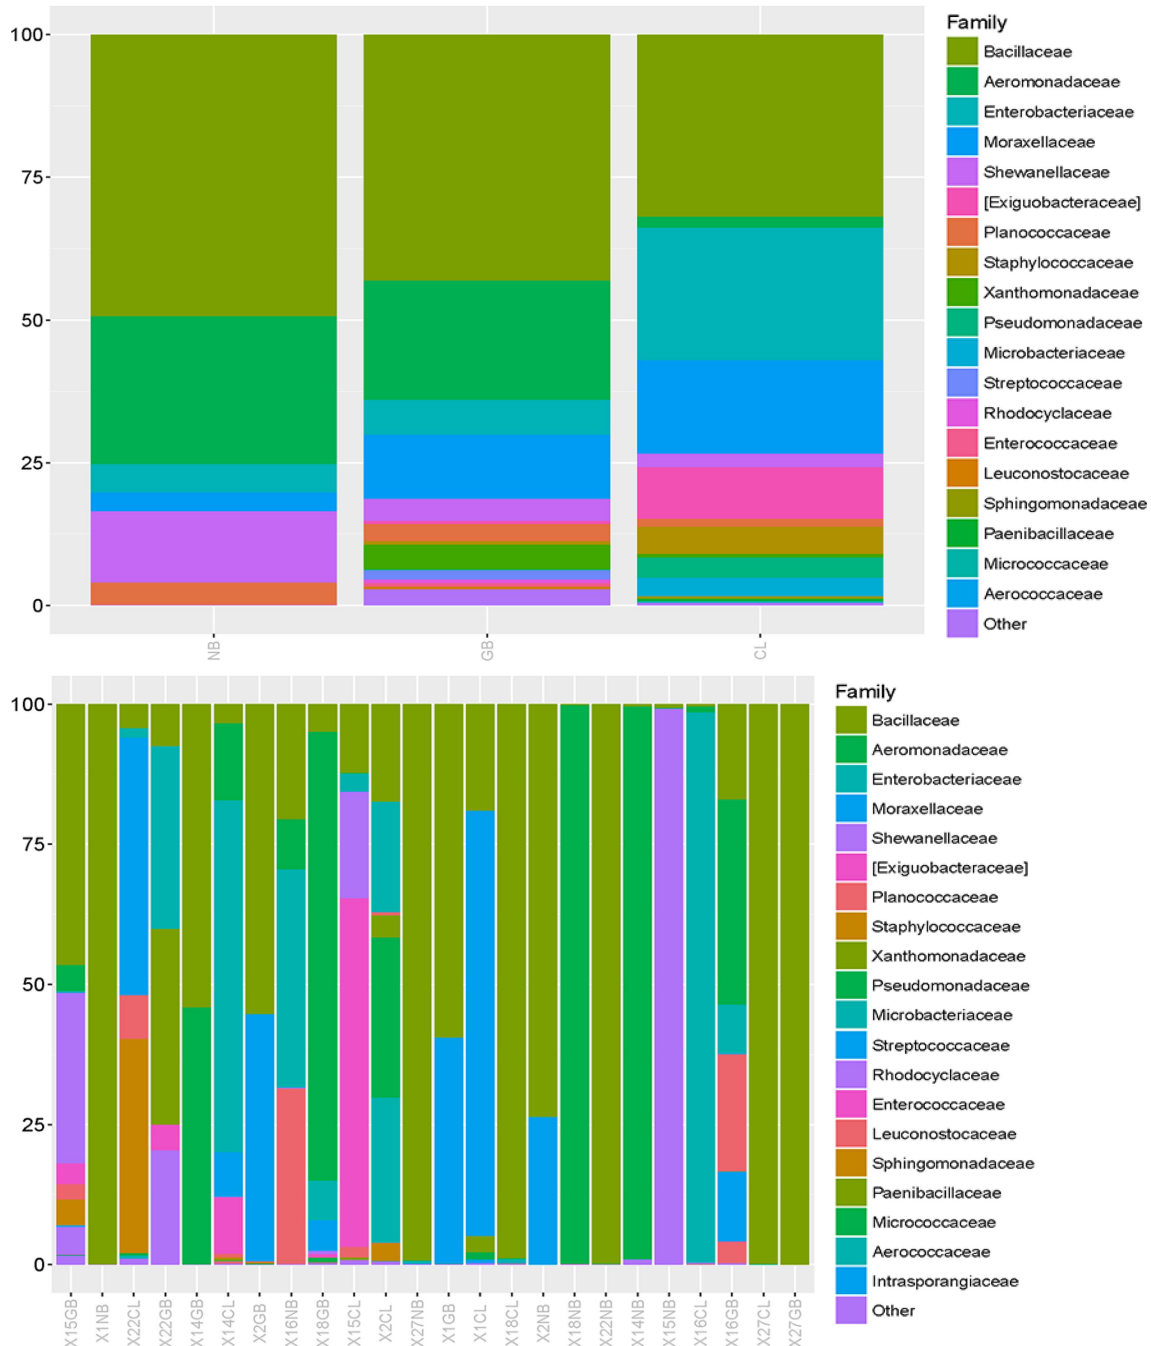 Family
100
75
50
25
0
NB
GB
CL
Bacillaceae
Aeromonadaceae
Enterobacteriaceae
Moraxellaceae
Shewanellaceae
[Exiguobacteraceae]
Planococcaceae
Staphylococcaceae
Xanthomonadaceae
Pseudomonadaceae
Microbacteriaceae
Streptococcaceae
Rhodocyclaceae
Enterococcaceae
Leuconostocaceae
Sphingomonadaceae
Paenibacillaceae
Micrococcaceae
Aerococcaceae
Other
100
75
50
25
0
X15GB
X1NB
X22CL
X22GB
X14GB
X14CL
X2GB
X16NB
X18GB
X15CL
X2CL
X27NB
X1GB
X1CL
X18CL
X2NB
X18NB
X22NB
X14NB
X15NB
X16CL
X16GB
X27CL
X27GB
Family
Bacillaceae
Aeromonadaceae
Enterobacteriaceae
Moraxellaceae
Shewanellaceae
[Exiguobacteraceae]
Planococcaceae
Staphylococcaceae
Xanthomonadaceae
Pseudomonadaceae
Microbacteriaceae
Streptococcaceae
Rhodocyclaceae
Enterococcaceae
Leuconostocaceae
Sphingomonadaceae
Paenibacillaceae
Micrococcaceae
Aerococcaceae
Intrasporangiaceae
Other